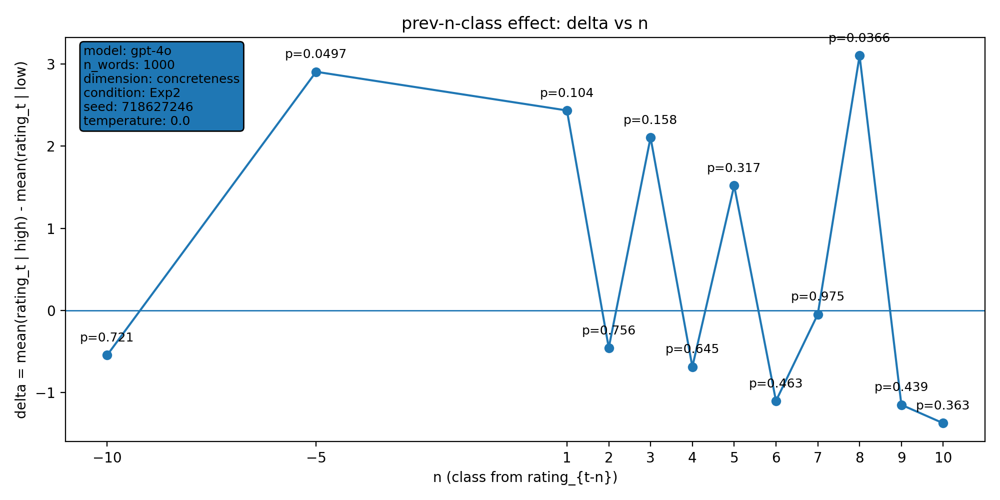 prev-n-class effect: delta vs n
model: gpt-4o
n_words: 1000
dimension: concreteness
condition: Exp2
seed: 718627246
temperature: 0.0
delta = mean(rating_t | high) - mean(rating_t | low)
3
2
1
0
−1
p=0.721
p=0.0497
p=0.104
p=0.756
p=0.158
p=0.645
p=0.317
p=0.463
p=0.975
p=0.0366
p=0.439
p=0.363
−10 −5 1 2 3 4 5 6 7 8 9 10
n (class from rating_{t-n})